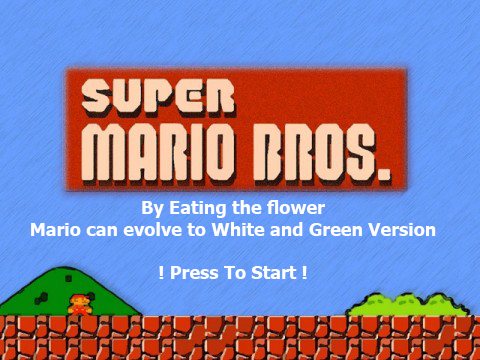 SUPER
MARIO BROS.
By Eating the flower
Mario can evolve to White and Green Version
! Press To Start !